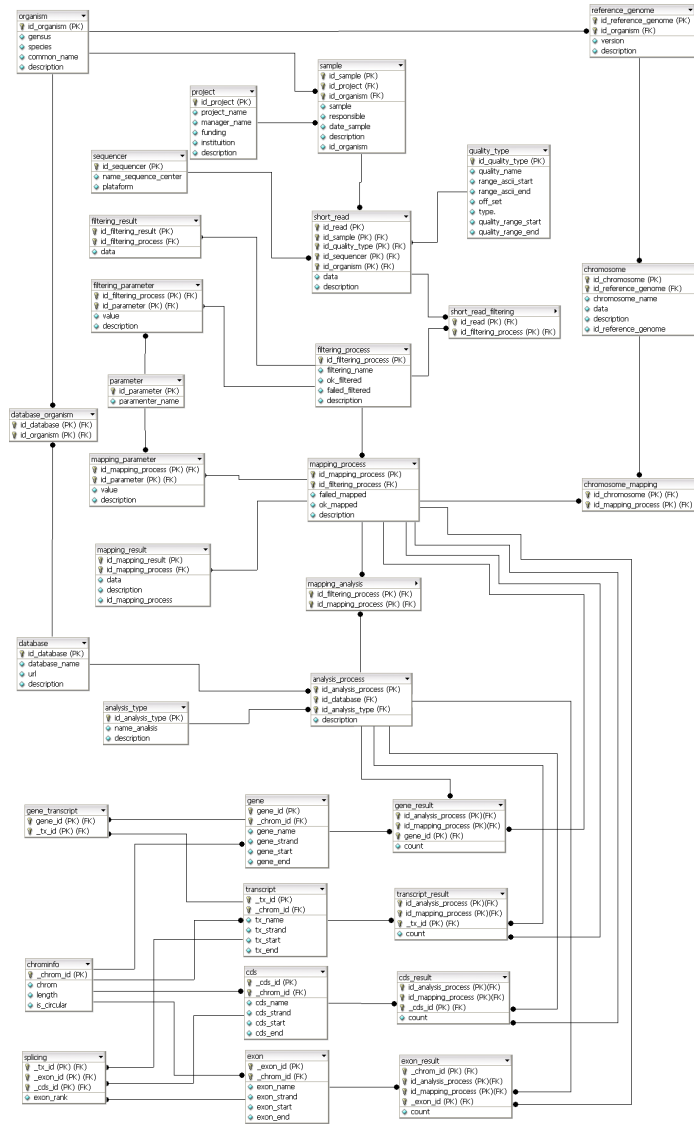 organism
id_organism (PK)
gensus
species
common_name
description
reference_genome
id_reference_genome (PK)
id_organism (FK)
version
description
sample
id_sample (PK)
id_project (FK)
id_organism (FK)
sample
responsible
date_sample
description
id_organism
project
id_project (PK)
project_name
manager_name
funding
instituition
description
sequencer
id_sequencer (PK)
name_sequence_center
plataform
quality_type
id_quality_type (PK)
quality_name
range_ascii_start
range_ascii_end
off_set
type.
quality_range_start
quality_range_end
filtering_result
id_filtering_result (PK)
id_filtering_process (FK)
data
short_read
id_read (PK)
id_sample (PK) (FK)
id_quality_type (PK) (FK)
id_sequencer (PK) (FK)
id_organism (PK) (FK)
data
description
chromosome
id_chromosome (PK)
id_reference_genome (FK)
chromosome_name
data
description
id_reference_genome
filtering_parameter
id_filtering_process (PK) (FK)
id_parameter (PK) (FK)
value
description
short_read_filtering
id_read (PK) (FK)
id_filtering_process (PK) (FK)
filtering_process
id_filtering_process (PK)
filtering_name
ok_filtered
failed_filtered
description
parameter
id_parameter (PK)
paramenter_name
database_organism
id_database (PK) (FK)
id_organism (PK) (FK)
mapping_parameter
id_mapping_process (PK) (FK)
id_parameter (PK) (FK)
value
description
mapping_process
id_mapping_process (PK)
id_filtering_process (FK)
failed_mapped
ok_mapped
description
chromosome_mapping
id_chromosome (PK) (FK)
id_mapping_process (PK) (FK)
mapping_result
id_mapping_result (PK)
id_mapping_process (FK)
data
description
id_mapping_process
mapping_analysis
id_filtering_process (PK) (FK)
id_mapping_process (PK) (FK)
database
id_database (PK)
database_name
url
description
analysis_process
id_analysis_process (PK)
id_database (FK)
id_analysis_type (FK)
description
analysis_type
id_analysis_type (PK)
name_analisis
description
gene_transcript
gene_id (PK) (FK)
_tx_id (PK) (FK)
gene
gene_id (PK)
_chrom_id (FK)
gene_name
gene_strand
gene_start
gene_end
gene_result
id_analysis_process (PK)(FK)
id_mapping_process (PK)(FK)
gene_id (PK) (FK)
count
transcript
_tx_id (PK)
_chrom_id (FK)
tx_name
tx_strand
tx_start
tx_end
transcript_result
id_analysis_process (PK)(FK)
id_mapping_process (PK)(FK)
_tx_id (PK) (FK)
count
chrominfo
_chrom_id (PK)
chrom
length
is_circular
cds
_cds_id (PK)
_chrom_id (FK)
cds_name
cds_strand
cds_start
cds_end
cds_result
id_analysis_process (PK)(FK)
id_mapping_process (PK)(FK)
_cds_id (PK) (FK)
count
splicing
_tx_id (PK) (FK)
_exon_id (PK) (FK)
_cds_id (PK) (FK)
exon_rank
exon
_exon_id (PK)
_chrom_id (FK)
exon_name
exon_strand
exon_start
exon_end
exon_result
_chrom_id (PK) (FK)
id_analysis_process (PK)(FK)
id_mapping_process (PK)(FK)
_exon_id (PK) (FK)
count